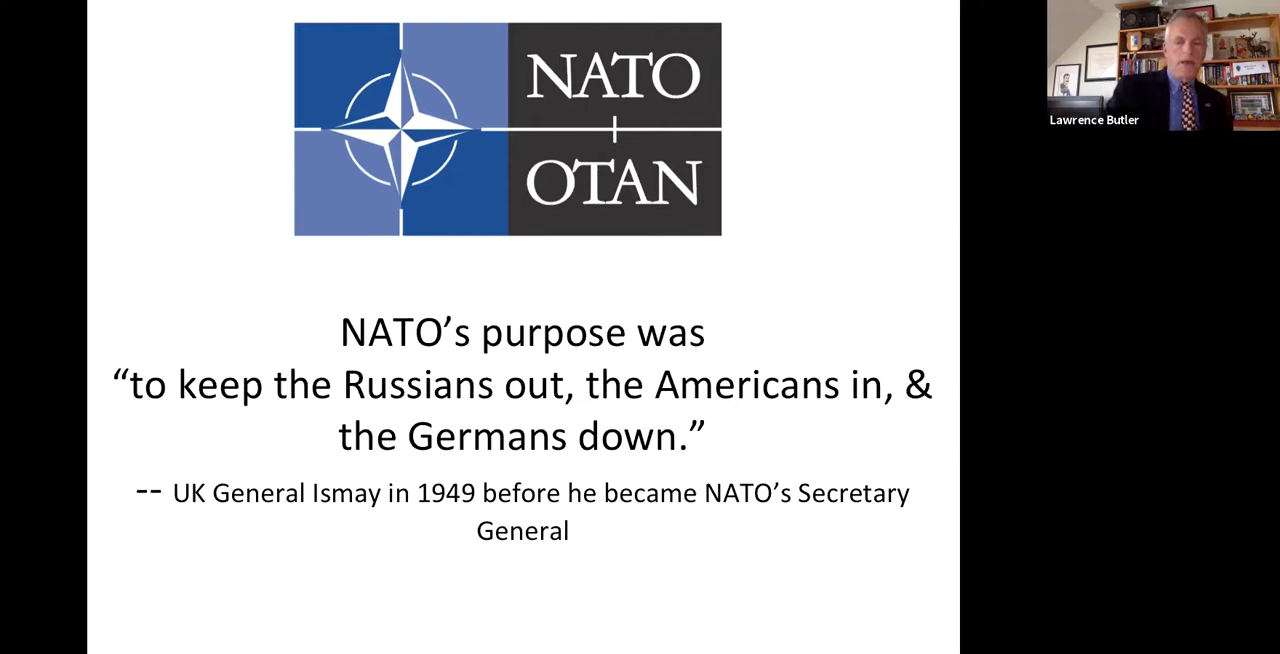 NATO
OTAN
Lawrence Butler
NATO’s purpose was
“to keep the Russians out, the Americans in, &
the Germans down.”
-- UK General Ismay in 1949 before he became NATO’s Secretary
General